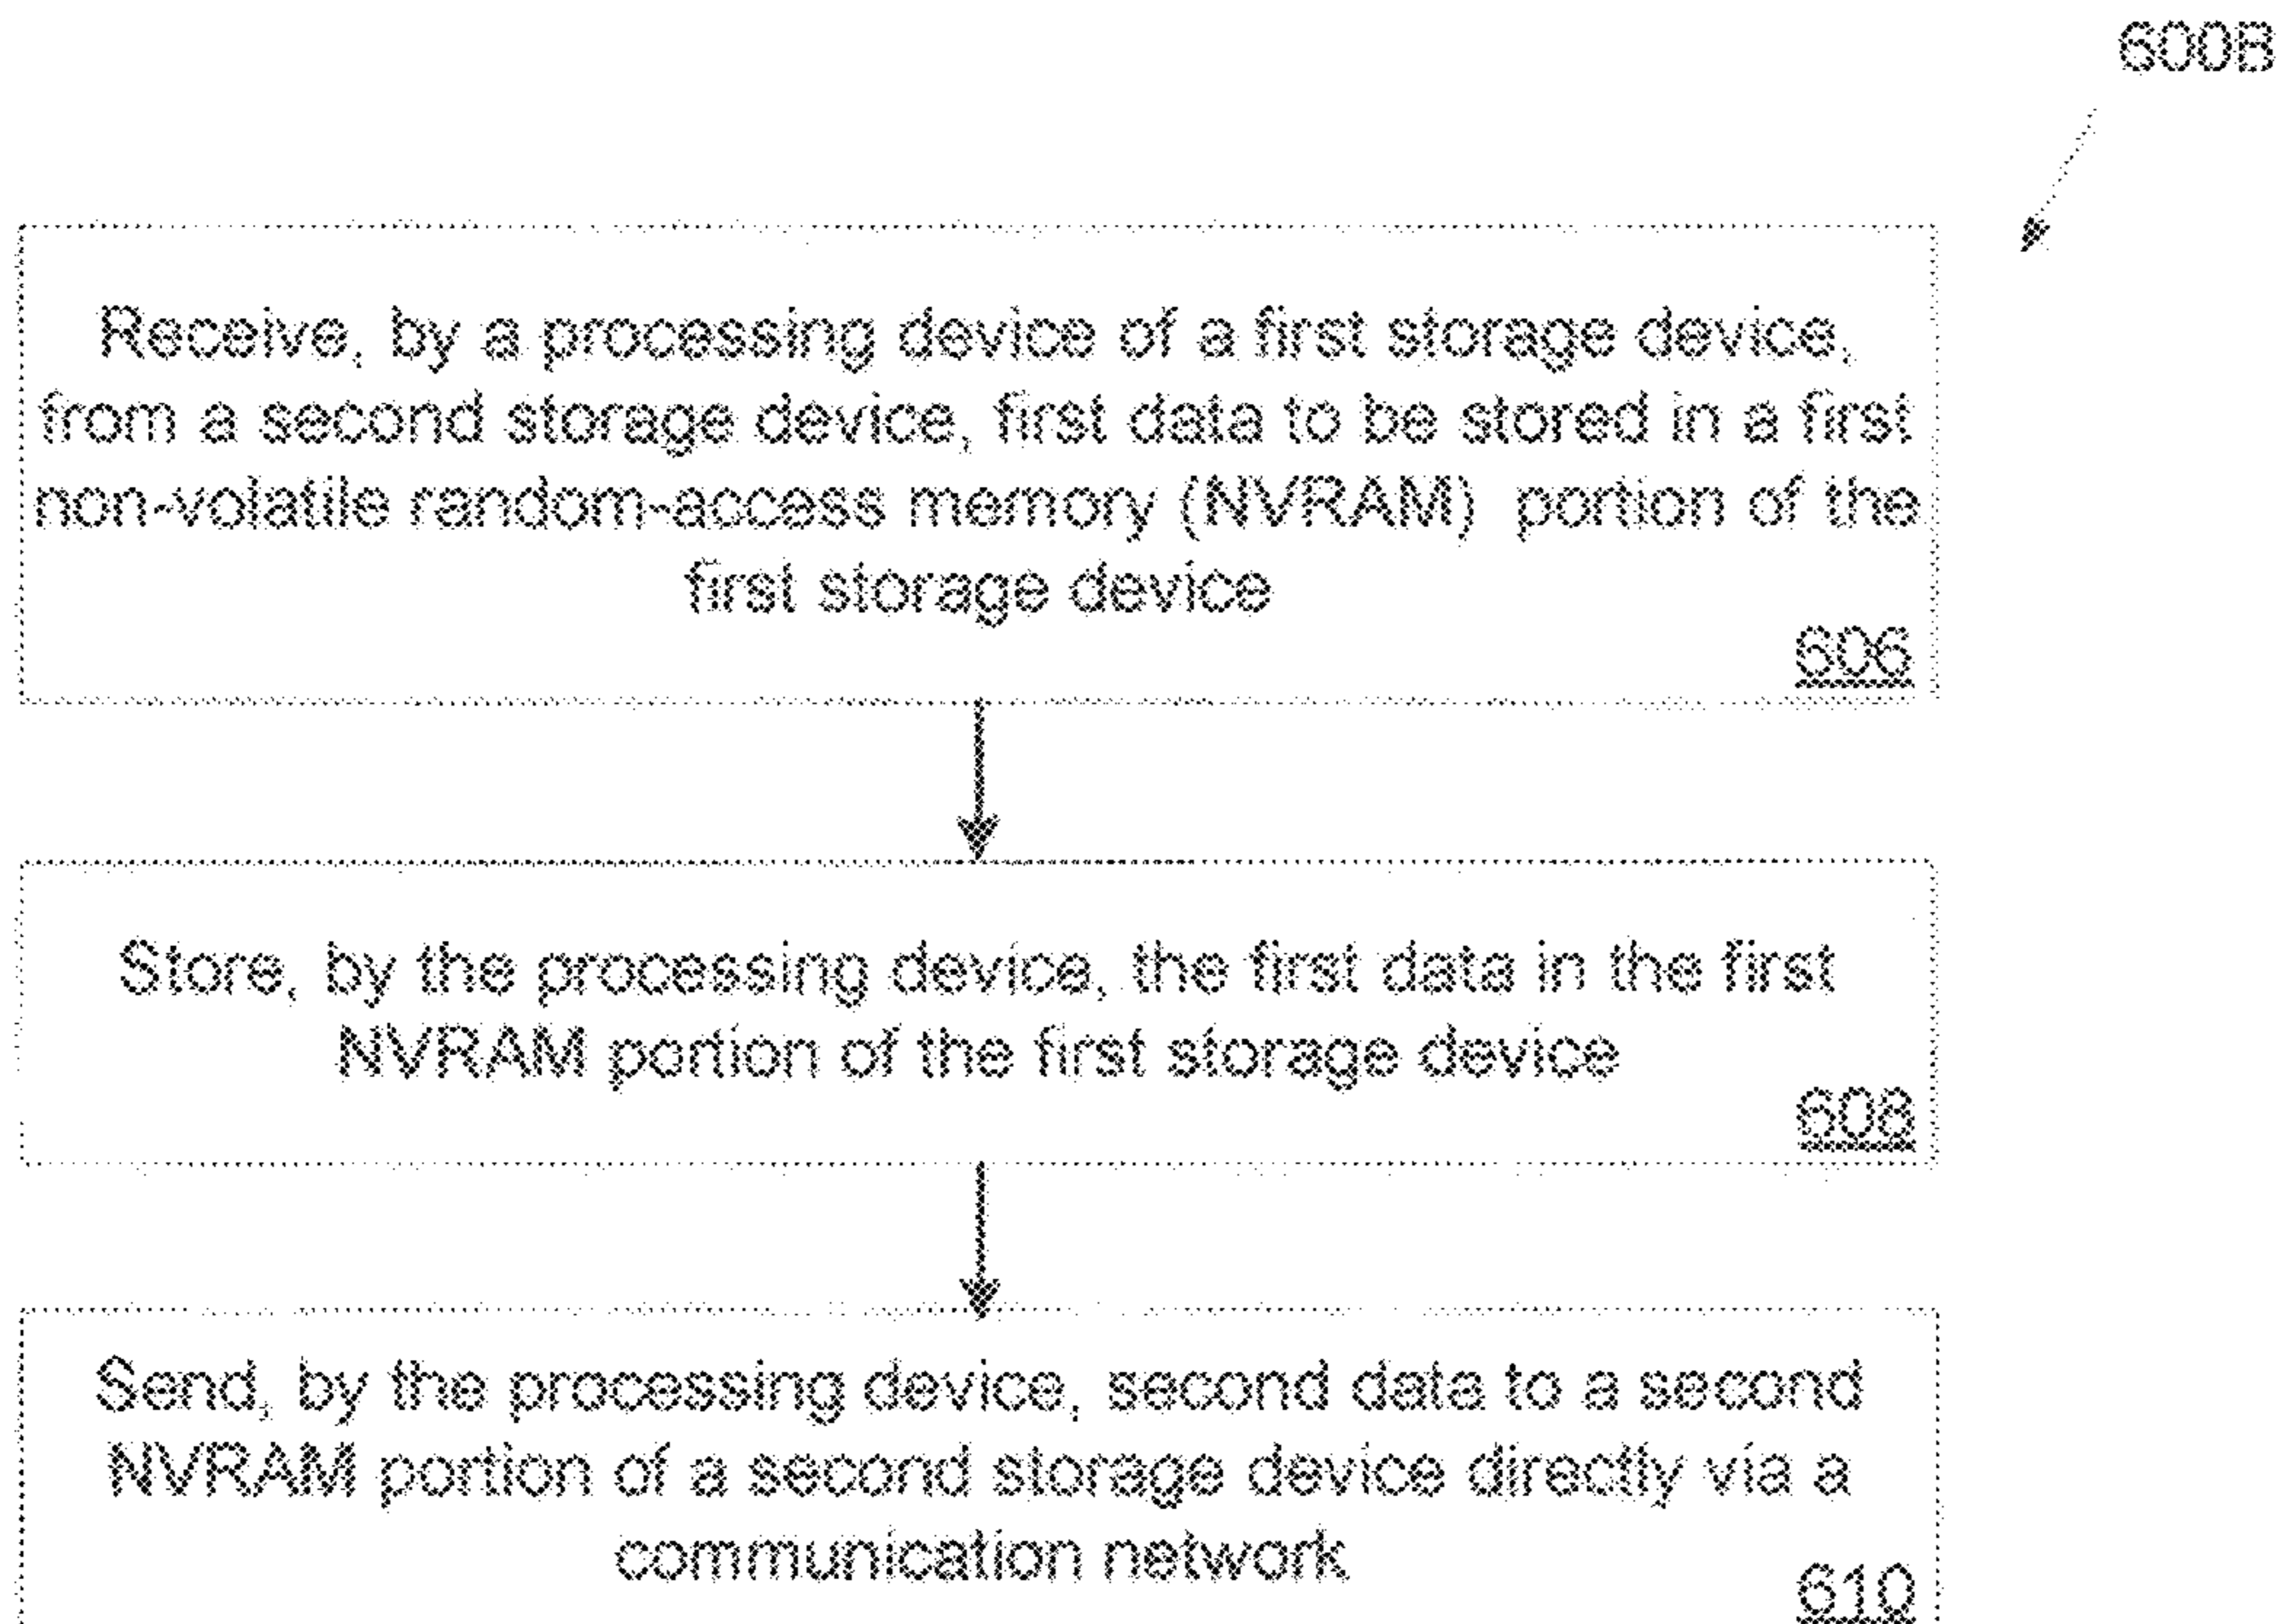 600B
Receive, by a processing device of a first storage device,
from a second storage device, first data to be stored in a first
non-volatile random-access memory (NVRAM) portion of the
first storage device
606
Store, by the processing device, the first data in the first
NVRAM portion of the first storage device
608
Send, by the processing device, second data to a second
NVRAM portion of a second storage device directly via a
communication network
610